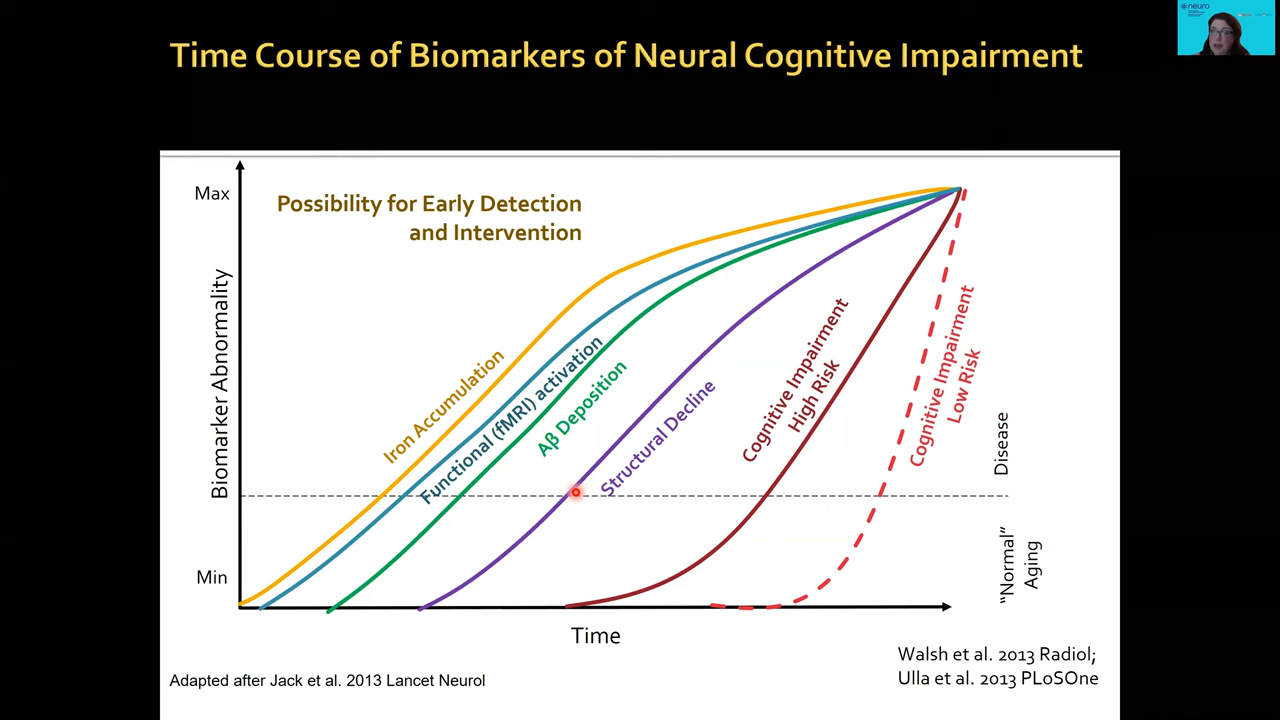 Time Course of Biomarkers of Neural Cognitive Impairment
neuro
Max
Possibility for Early Detection
and Intervention
Biomarker Abnormality
Iron Accumulation
Functional (fMRI) activation
Aβ Deposition
Structural Decline
Cognitive Impairment
High Risk
Cognitive Impairment
Low Risk
Disease
"Normal"
Aging
Min
Time
Walsh et al. 2013 Radiol;
Ulla et al. 2013 PLoSOne
Adapted after Jack et al. 2013 Lancet Neurol